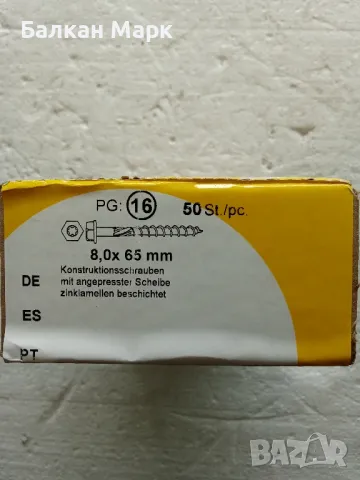 Балкан Марк
PG: 16 50 St./pc.
8,0x 65 mm
Konstruktionsschrauben
mit angepresster Scheibe
zinklamellen beschichtet
DE
ES
PT
BAZAR